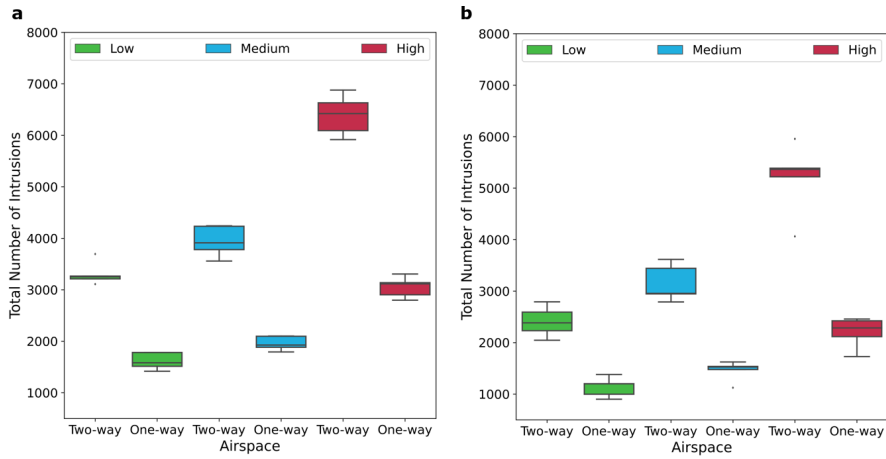 a
Low Medium High
8000
7000
6000
5000
4000
3000
2000
1000
Total Number of Intrusions
Two-way One-way Two-way One-way Two-way One-way
Airspace
b
Low Medium High
8000
7000
6000
5000
4000
3000
2000
1000
Total Number of Intrusions
Two-way One-way Two-way One-way Two-way One-way
Airspace